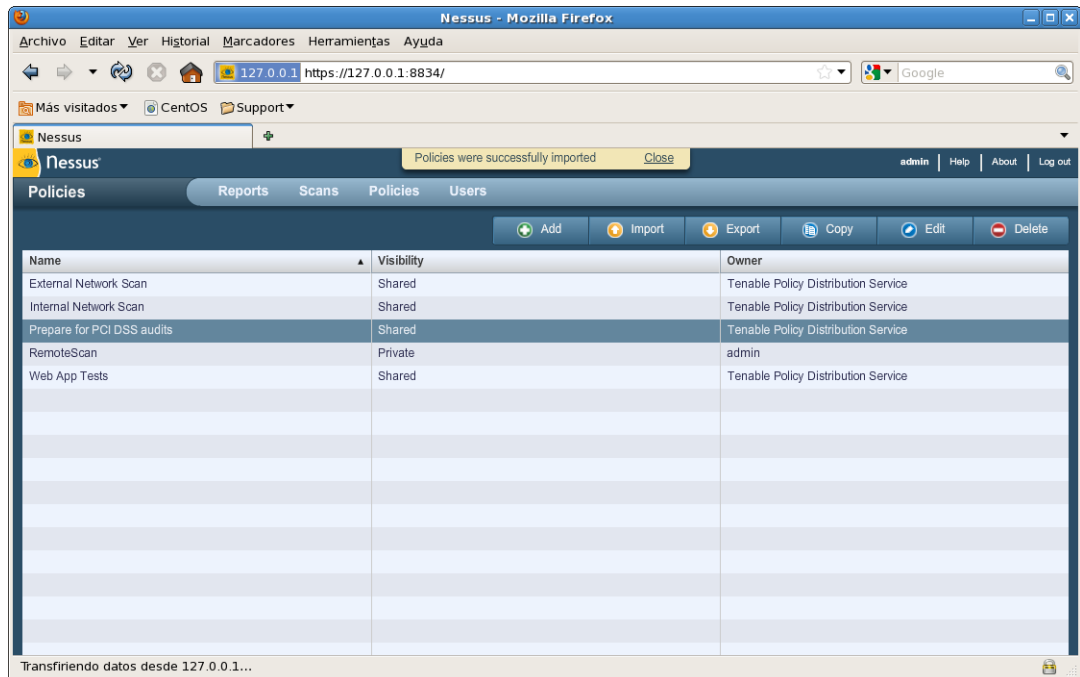 Nessus - Mozilla Firefox
Archivo Editar Ver Historial Marcadores Herramientas Ayuda
127.0.0.1 https://127.0.0.1:8834/ Google
Más visitados CentOS Support
Nessus
Nessus Policies were successfully imported Close admin Help About Log out
Policies Reports Scans Policies Users
Add Import Export Copy Edit Delete
Name Visibility Owner
External Network Scan Shared Tenable Policy Distribution Service
Internal Network Scan Shared Tenable Policy Distribution Service
Prepare for PCI DSS audits Shared Tenable Policy Distribution Service
RemoteScan Private admin
Web App Tests Shared Tenable Policy Distribution Service
Transfiriendo datos desde 127.0.0.1...